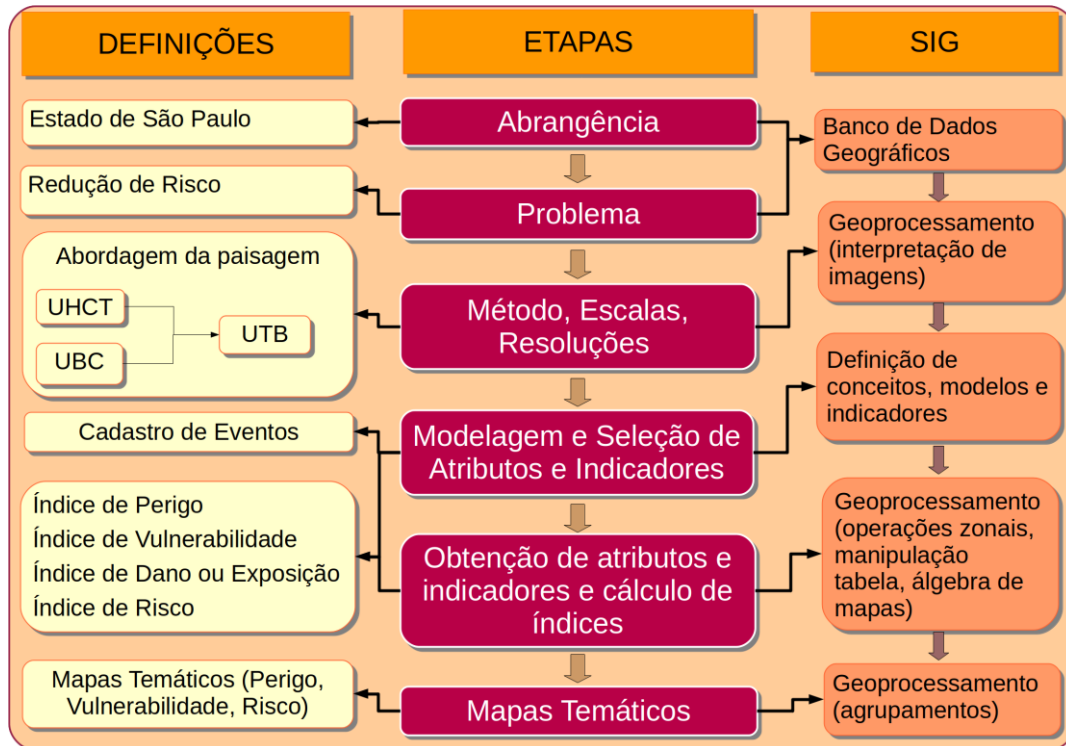 DEFINIÇÕES
Estado de São Paulo
Redução de Risco
Abordagem da paisagem
UHCT
UBC
UTB
Cadastro de Eventos
Índice de Perigo
Índice de Vulnerabilidade
Índice de Dano ou Exposição
Índice de Risco
Mapas Temáticos (Perigo,
Vulnerabilidade, Risco)
ETAPAS
Abrangência
Problema
Método, Escalas,
Resoluções
Modelagem e Seleção de
Atributos e Indicadores
Obtenção de atributos e
indicadores e cálculo de
índices
Mapas Temáticos
SIG
Banco de Dados
Geográficos
Geoprocessamento
(interpretação de
imagens)
Definição de
conceitos, modelos e
indicadores
Geoprocessamento
(operações zonais,
manipulação
tabela, álgebra de
mapas)
Geoprocessamento
(agrupamentos)